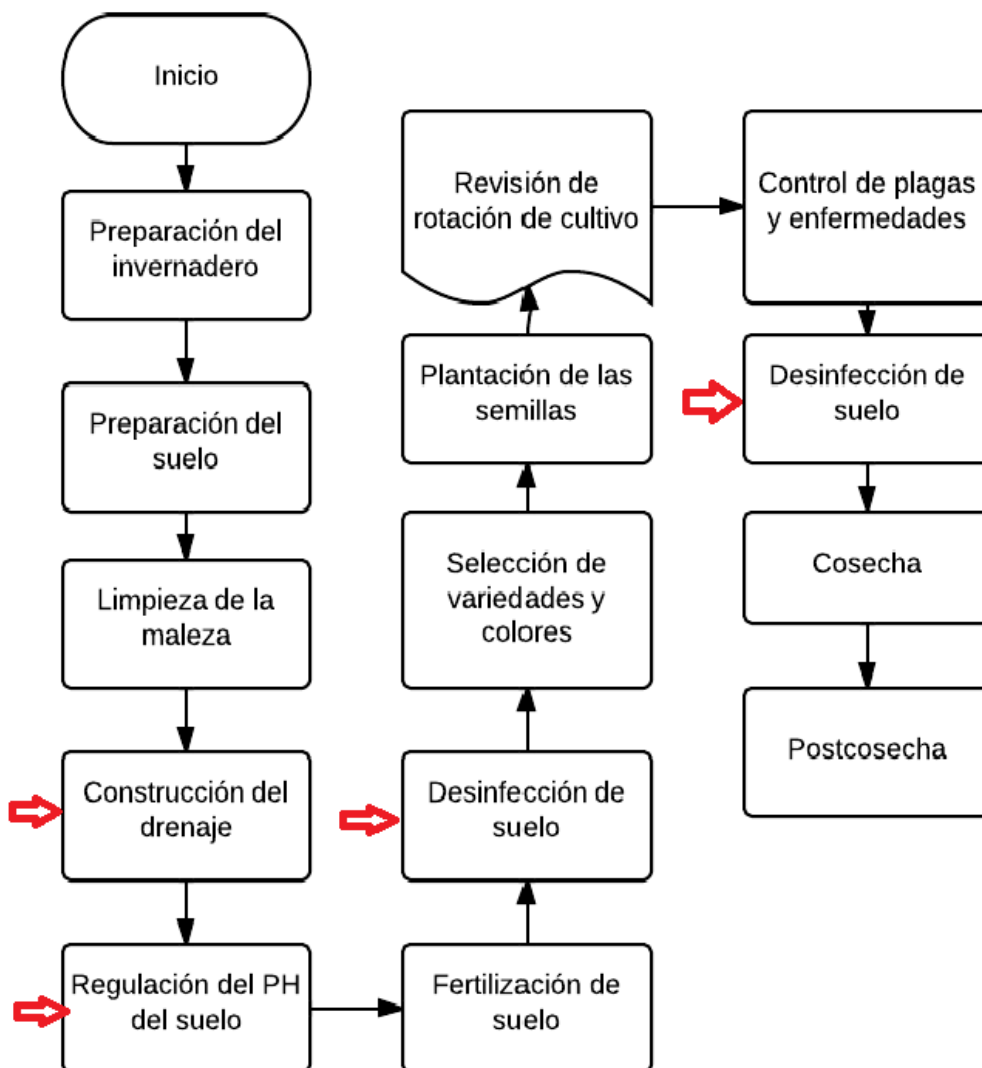 Inicio
Preparación del
invernadero
Preparación del
suelo
Limpieza de la
maleza
Construcción del
drenaje
Regulación del PH
del suelo
Fertilización de
suelo
Desinfección de
suelo
Selección de
variedades y
colores
Plantación de las
semillas
Revisión de
rotación de cultivo
Control de plagas
y enfermedades
Desinfección de
suelo
Cosecha
Postcosecha